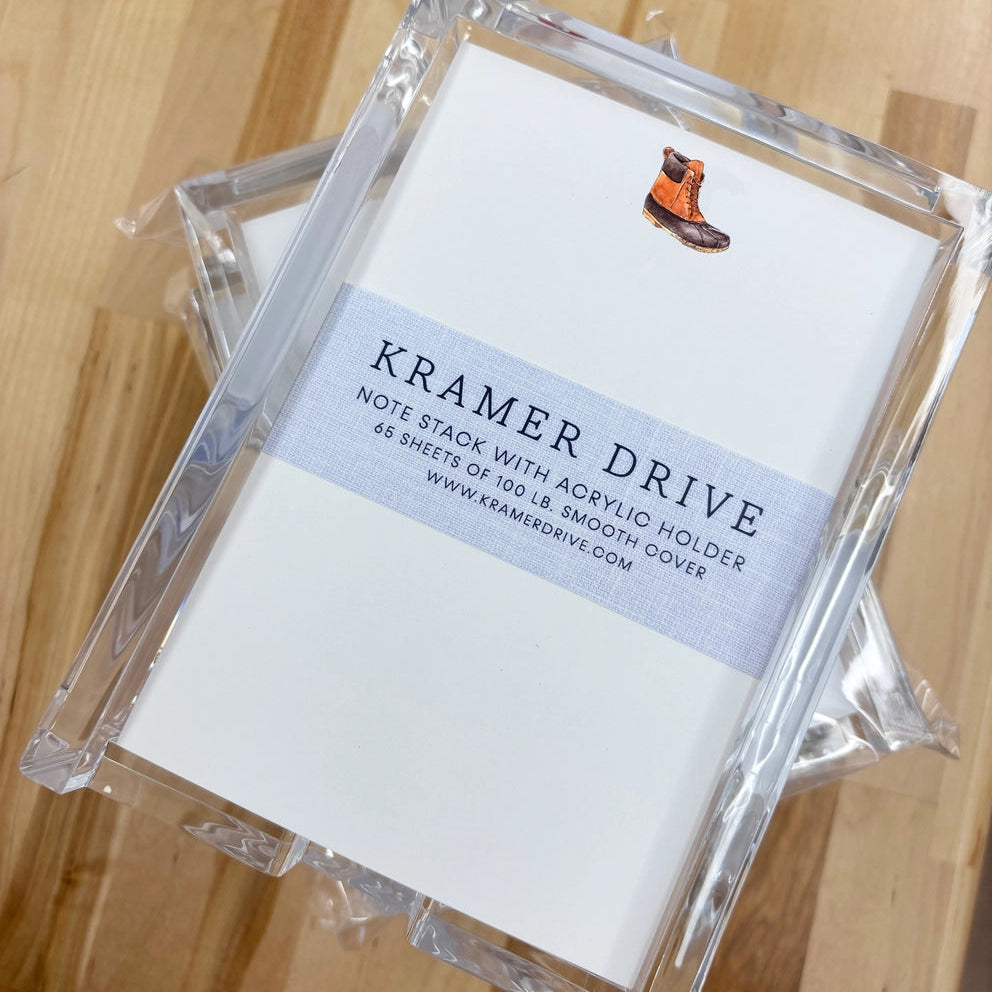 KRAMER DRIVE
NOTE STACK WITH ACRYLIC HOLDER
65 SHEETS OF 100 LB. SMOOTH COVER
WWW.KRAMERDRIVE.COM